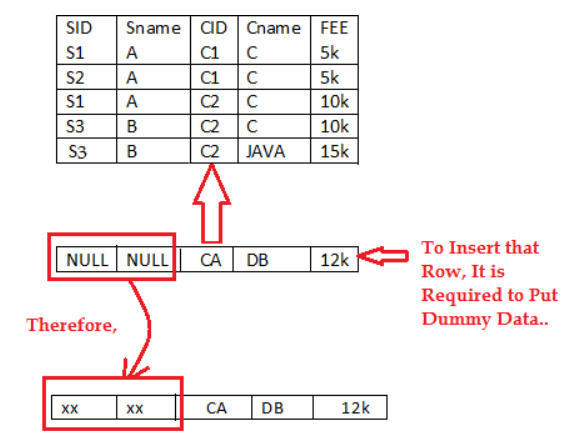 SID Sname CID Cname FEE
S1 A C1 C 5k
S2 A C1 C 5k
S1 A C2 C 10k
S3 B C2 C 10k
S3 B C2 JAVA 15k
NULL NULL CA DB 12k
To Insert that
Row, It is
Required to Put
Dummy Data..
Therefore,
xx xx CA DB 12k